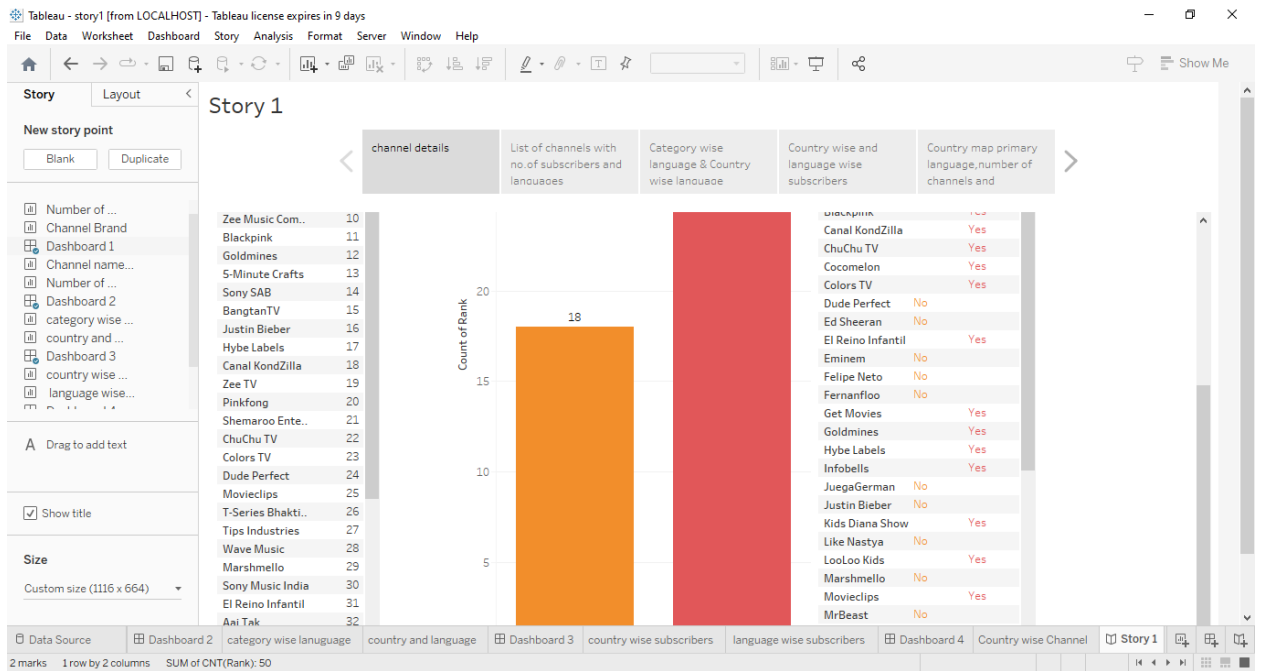 Tableau - story1 [from LOCALHOST] - Tableau license expires in 9 days
File Data Worksheet Dashboard Story Analysis Format Server Window Help
Show Me
Story Layout
New story point
Blank Duplicate
Number of ...
Channel Brand
Dashboard 1
Channel name...
Number of ...
Dashboard 2
category wise ...
country and ...
Dashboard 3
country wise ...
language wise...
A Drag to add text
Show title
Size
Custom size (1116 x 664)
Story 1
channel details
List of channels with
no.of subscribers and
languages
Category wise
language & Country
wise language
Country wise and
language wise
subscribers
Country map primary
language,number of
channels and
Zee Music Com.. 10
Blackpink 11
Goldmines 12
5-Minute Crafts 13
Sony SAB 14
BangtanTV 15
Justin Bieber 16
Hybe Labels 17
Canal KondZilla 18
Zee TV 19
Pinkfong 20
Shemaroo Ente.. 21
ChuChu TV 22
Colors TV 23
Dude Perfect 24
Movieclips 25
T-Series Bhakti.. 26
Tips Industries 27
Wave Music 28
Marshmello 29
Sony Music India 30
El Reino Infantil 31
Aaj Tak 32
Count of Rank
20
15
10
5
18
Blackpink Yes
Canal KondZilla Yes
ChuChu TV Yes
Cocomelon Yes
Colors TV Yes
Dude Perfect No
Ed Sheeran No
El Reino Infantil Yes
Eminem No
Felipe Neto No
Fernanfloo No
Get Movies Yes
Goldmines Yes
Hybe Labels Yes
Infobells Yes
JuegaGerman No
Justin Bieber No
Kids Diana Show Yes
Like Nastya No
LooLoo Kids Yes
Marshmello No
Movieclips Yes
MrBeast No
Data Source Dashboard 2 category wise lanuguage country and language Dashboard 3 country wise subscribers language wise subscribers Dashboard 4 Country wise Channel Story 1
2 marks 1 row by 2 columns SUM of CNT(Rank): 50